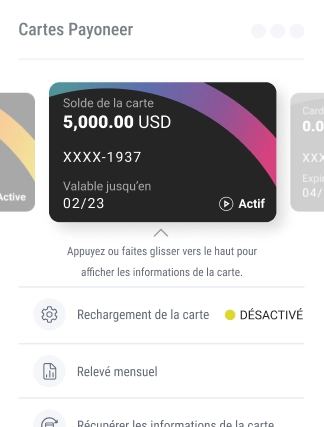 Cartes Payoneer
Solde de la carte
5,000.00 USD
XXXX-1937
Valable jusqu'en
02/23
Actif
Active
Card
0.0
XXX
Expi
04/
Appuyez ou faites glisser vers le haut pour
afficher les informations de la carte.
Rechargement de la carte
DÉSACTIVÉ
Relevé mensuel
Récupérer les informations de la carte